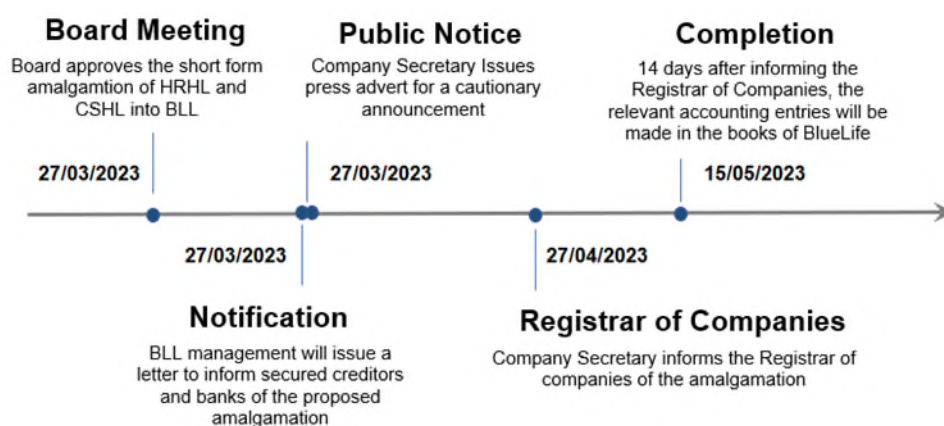 Board Meeting
Board approves the short form
amalgamtion of HRHL and
CSHL into BLL
27/03/2023
Public Notice
Company Secretary Issues
press advert for a cautionary
announcement
27/03/2023
Completion
14 days after informing the
Registrar of Companies, the
relevant accounting entries will be
made in the books of BlueLife
15/05/2023
27/03/2023
Notification
BLL management will issue a
letter to inform secured creditors
and banks of the proposed
amalgamation
27/04/2023
Registrar of Companies
Company Secretary informs the Registrar of
companies of the amalgamation